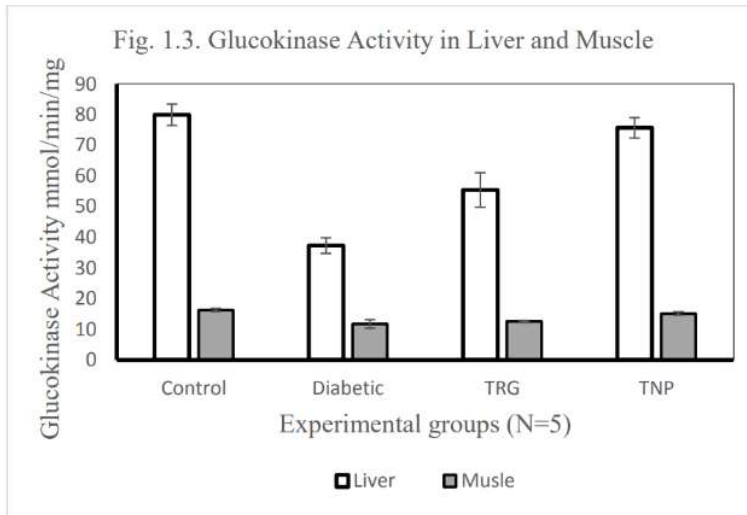 Fig. 1.3. Glucokinase Activity in Liver and Muscle
Glucokinase Activity mmol/min/mg
90
80
70
60
50
40
30
20
10
0
Control Diabetic TRG TNP
Experimental groups (N=5)
Liver Musle